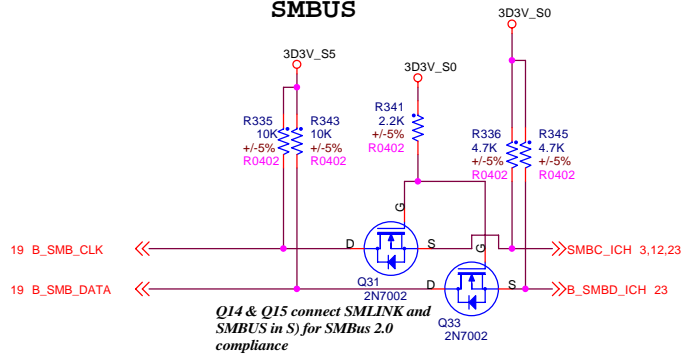 SMBUS
3D3V_S0
3D3V_S5
3D3V_S0
R335
10K
+/-5%
R0402
R343
10K
+/-5%
R0402
R341
2.2K
+/-5%
R0402
R336
4.7K
+/-5%
R0402
R345
4.7K
+/-5%
R0402
G
19 B_SMB_CLK
D
S
G
SMBC_ICH 3,12,23
Q31
2N7002
19 B_SMB_DATA
D
S
B_SMBD_ICH 23
Q33
2N7002
Q14 & Q15 connect SMLINK and
SMBUS in S) for SMBus 2.0
compliance